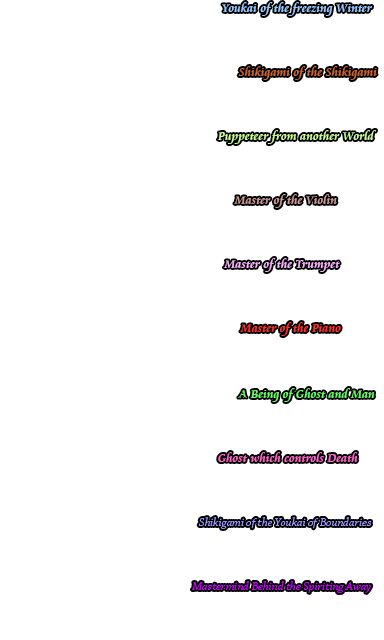 Youkai of the freezing Winter
Shikigami of the Shikigami
Puppeteer from another World
Master of the Violin
Master of the Trumpet
Master of the Piano
A Being of Ghost and Man
Ghost which controls Death
Shikigami of the Youkai of Boundaries
Mastermind Behind the Spiriting Away